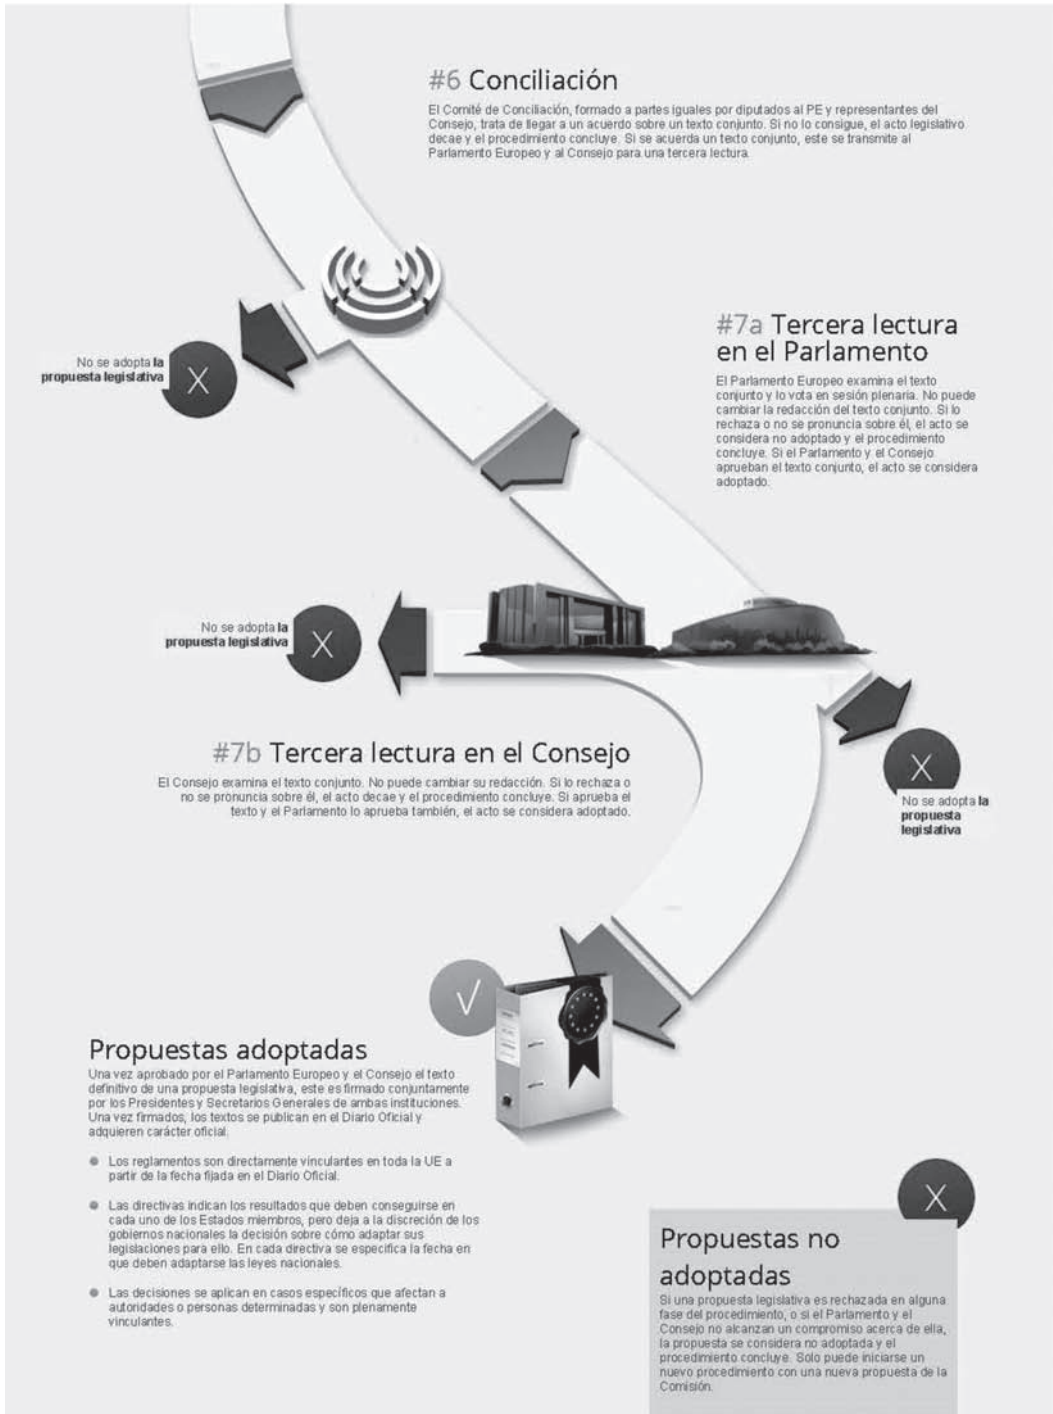 #6 Conciliación
El Comité de Conciliación, formado a partes iguales por diputados al PE y representantes del
Consejo, trata de llegar a un acuerdo sobre un texto conjunto. Si no lo consigue, el acto legislativo
decae y el procedimiento concluye. Si se acuerda un texto conjunto, este se transmite al
Parlamento Europeo y al Consejo para una tercera lectura.
No se adopta la
propuesta legislativa
X
#7a Tercera lectura
en el Parlamento
El Parlamento Europeo examina el texto
conjunto y lo vota en sesión plenaria. No puede
cambiar la redacción del texto conjunto. Si lo
rechaza o no se pronuncia sobre él, el acto se
considera no adoptado y el procedimiento
concluye. Si el Parlamento y el Consejo
aprueban el texto conjunto, el acto se considera
adoptado.
No se adopta la
propuesta legislativa
X
#7b Tercera lectura en el Consejo
El Consejo examina el texto conjunto. No puede cambiar su redacción. Si lo rechaza o
no se pronuncia sobre él, el acto decae y el procedimiento concluye. Si aprueba el
texto y el Parlamento lo aprueba también, el acto se considera adoptado.
X
No se adopta la
propuesta
legislativa
Propuestas adoptadas
Una vez aprobado por el Parlamento Europeo y el Consejo el texto
definitivo de una propuesta legislativa, este es firmado conjuntamente
por los Presidentes y Secretarios Generales de ambas instituciones.
Una vez firmados, los textos se publican en el Diario Oficial y
adquieren carácter oficial.
Los reglamentos son directamente vinculantes en toda la UE a
partir de la fecha fijada en el Diario Oficial.
Las directivas indican los resultados que deben conseguirse en
cada uno de los Estados miembros, pero deja a la discreción de los
gobiernos nacionales la decisión sobre cómo adaptar sus
legislaciones para ello. En cada directiva se especifica la fecha en
que deben adaptarse las leyes nacionales.
Las decisiones se aplican en casos específicos que afectan a
autoridades o personas determinadas y son plenamente
vinculantes.
X
Propuestas no
adoptadas
Si una propuesta legislativa es rechazada en alguna
fase del procedimiento, o si el Parlamento y el
Consejo no alcanzan un compromiso acerca de ella,
la propuesta se considera no adoptada y el
procedimiento concluye. Solo puede iniciarse un
nuevo procedimiento con una nueva propuesta de la
Comisión.